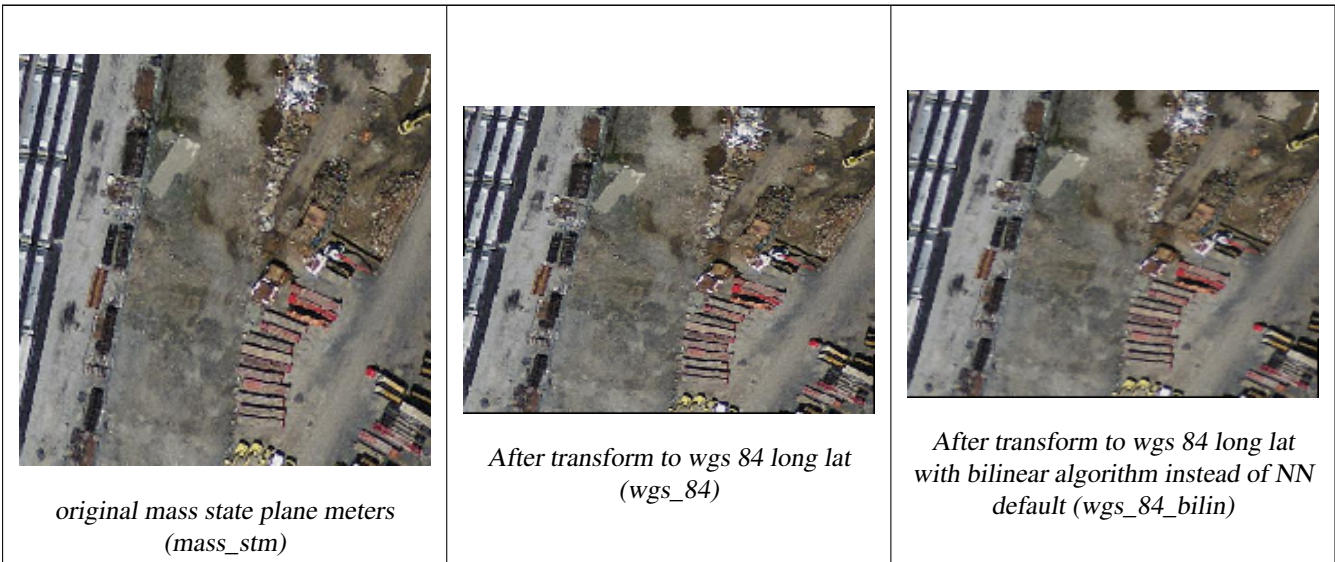 original mass state plane meters
(mass_stm)
After transform to wgs 84 long lat
(wgs_84)
After transform to wgs 84 long lat
with bilinear algorithm instead of NN
default (wgs_84_bilin)